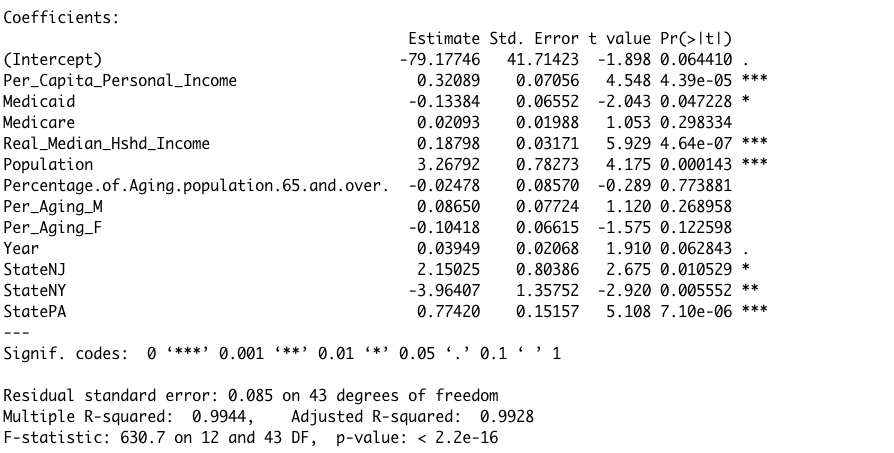 Coefficients:
Estimate Std. Error t value Pr(>|t|)
(Intercept) -79.17746 41.71423 -1.898 0.064410 .
Per_Capita_Personal_Income 0.32089 0.07056 4.548 4.39e-05 ***
Medicaid -0.13384 0.06552 -2.043 0.047228 *
Medicare 0.02093 0.01988 1.053 0.298334
Real_Median_Hshd_Income 0.18798 0.03171 5.929 4.64e-07 ***
Population 3.26792 0.78273 4.175 0.000143 ***
Percentage.of.Aging.population.65.and.over. -0.02478 0.08570 -0.289 0.773881
Per_Aging_M 0.08650 0.07724 1.120 0.268958
Per_Aging_F -0.10418 0.06615 -1.575 0.122598
Year 0.03949 0.02068 1.910 0.062843 .
StateNJ 2.15025 0.80386 2.675 0.010529 *
StateNY -3.96407 1.35752 -2.920 0.005552 **
StatePA 0.77420 0.15157 5.108 7.10e-06 ***
---
Signif. codes: 0 ‘***’ 0.001 ‘**’ 0.01 ‘*’ 0.05 ‘.’ 0.1 ‘ ’ 1
Residual standard error: 0.085 on 43 degrees of freedom
Multiple R-squared: 0.9944, Adjusted R-squared: 0.9928
F-statistic: 630.7 on 12 and 43 DF, p-value: < 2.2e-16